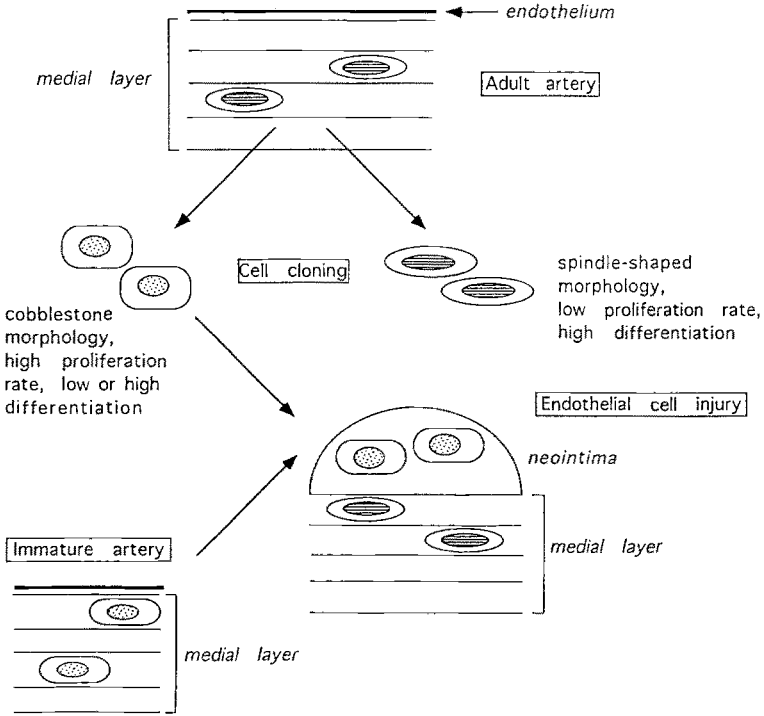 endothelium
medial layer
Adult artery
Cell cloning
spindle-shaped
morphology,
low proliferation rate,
high differentiation
cobblestone
morphology,
high proliferation
rate, low or high
differentiation
Endothelial cell injury
neointima
medial layer
Immature artery
medial layer